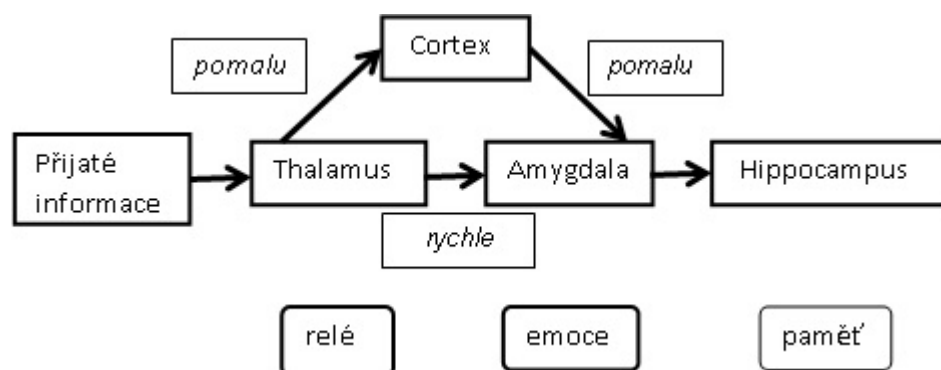 Cortex
pomalu
pomalu
Přijaté
informace
Thalamus
Amygdala
Hippocampus
rychle
relé
emoce
paměť